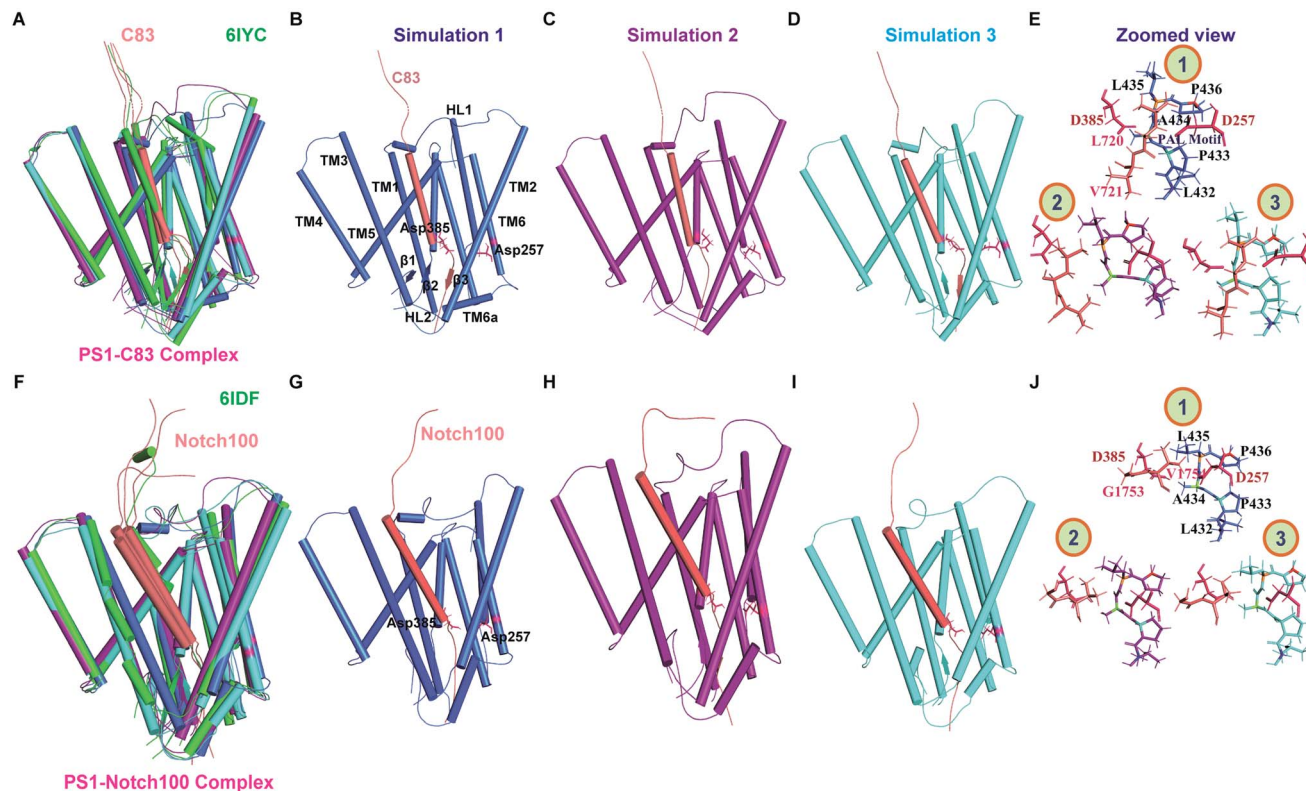 A
B
C
D
E
C83
6IYC
Simulation 1
Simulation 2
Simulation 3
Zoomed view
C83
HL1
TM3
TM1
TM2
TM4
TM5
TM6
Asp385
Asp257
β1
β2
β3
HL2
TM6a
PS1-C83 Complex
1
L435
P436
D385
A434
D257
L720
PAL Motif
P433
V721
L432
2
3
F
G
H
I
J
6IDF
Notch100
Notch100
Asp385
Asp257
PS1-Notch100 Complex
1
L435
P436
D385
D257
G1753
A434
P433
L432
2
3